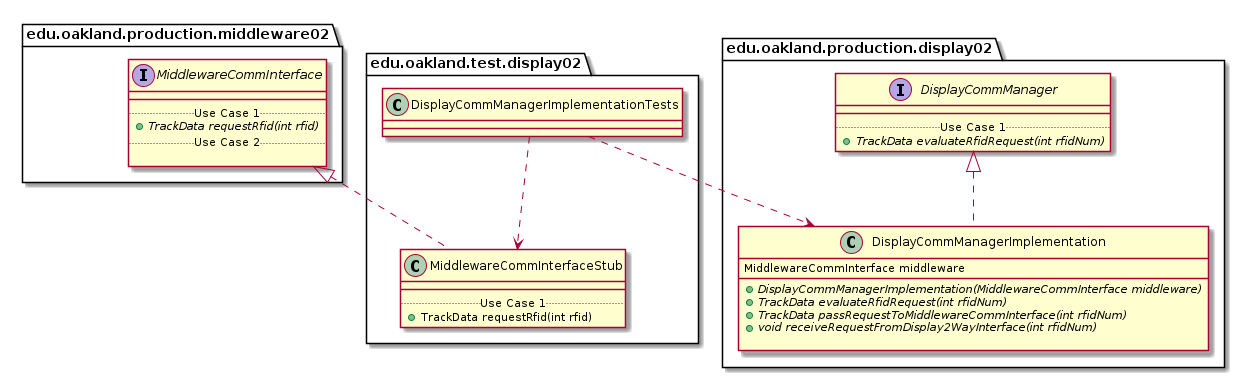 edu.oakland.production.middleware02
I MiddlewareCommInterface
Use Case 1
TrackData requestRfid(int rfid)
Use Case 2
edu.oakland.test.display02
C DisplayCommManagerImplementationTests
C MiddlewareCommInterfaceStub
Use Case 1
TrackData requestRfid(int rfid)
edu.oakland.production.display02
I DisplayCommManager
Use Case 1
TrackData evaluateRfidRequest(int rfidNum)
C DisplayCommManagerImplementation
MiddlewareCommInterface middleware
DisplayCommManagerImplementation(MiddlewareCommInterface middleware)
TrackData evaluateRfidRequest(int rfidNum)
TrackData passRequestToMiddlewareCommInterface(int rfidNum)
void receiveRequestFromDisplay2WayInterface(int rfidNum)